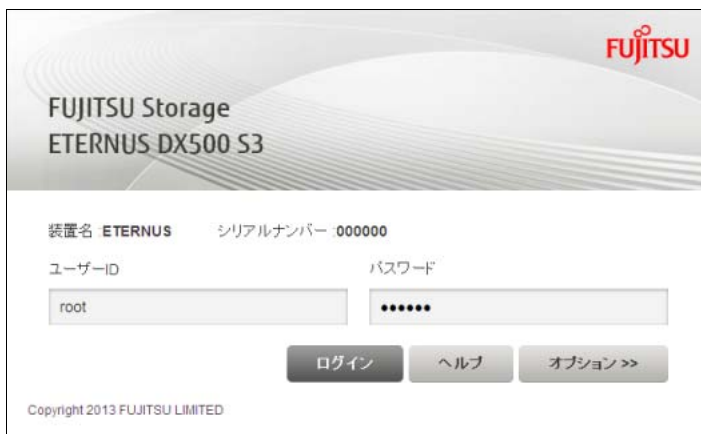 FUJITSU
FUJITSU Storage
ETERNUS DX500 S3
装置名 :ETERNUS シリアルナンバー :000000
ユーザーID パスワード
root ••••••
ログイン ヘルプ オプション >>
Copyright 2013 FUJITSU LIMITED